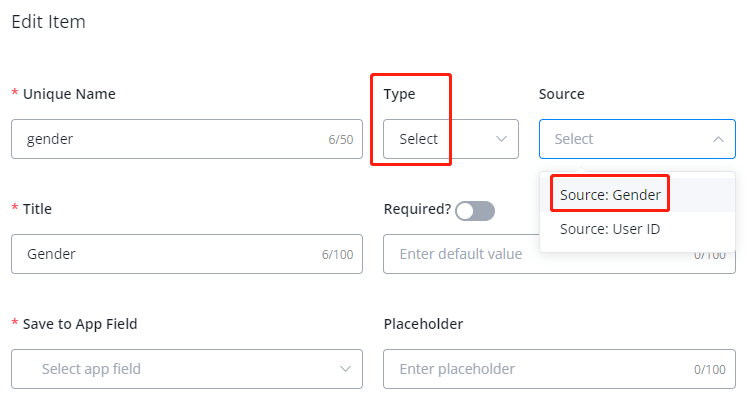 Edit Item
* Unique Name
Type
Source
gender
6/50
Select
Select
Source: Gender
Source: User ID
* Title
Required?
Gender
6/100
Enter default value
0/100
* Save to App Field
Placeholder
Select app field
Enter placeholder
0/100